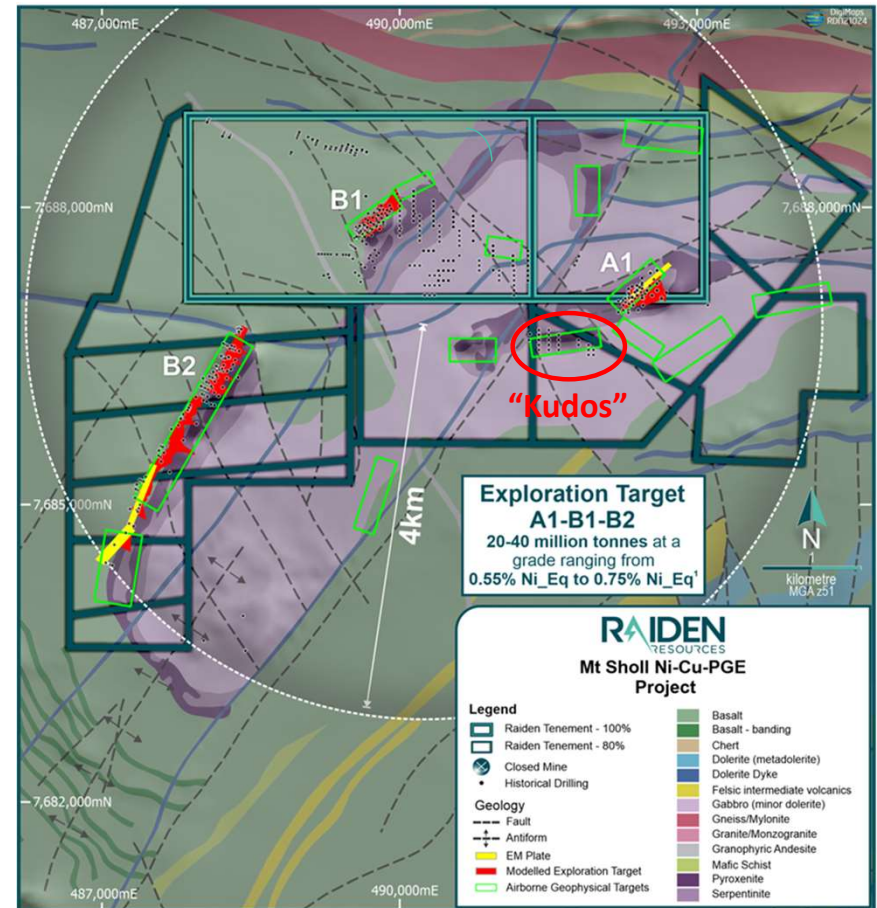 487,000mE
490,000mE
493,000mE
DigiMaps
RDN21024
B1
7,688,000mN
7,688,000mN
A1
B2
"Kudos"
4km
7,685,000mN
Exploration Target
A1-B1-B2
20-40 million tonnes at a
grade ranging from
0.55% Ni_Eq to 0.75% Ni_Eq¹
N
1
kilometre
MGA z51
RAIDEN
RESOURCES
Mt Sholl Ni-Cu-PGE
Project
Legend
Raiden Tenement - 100%
Raiden Tenement - 80%
Closed Mine
Historical Drilling
Geology
Fault
Antiform
EM Plate
Modelled Exploration Target
Airborne Geophysical Targets
Basalt
Basalt - banding
Chert
Dolerite (metadolerite)
Dolerite Dyke
Felsic intermediate volcanics
Gabbro (minor dolerite)
Gneiss/Mylonite
Granite/Monzogranite
Granophyric Andesite
Mafic Schist
Pyroxenite
Serpentinite
7,682,000mN
487,000mE
490,000mE